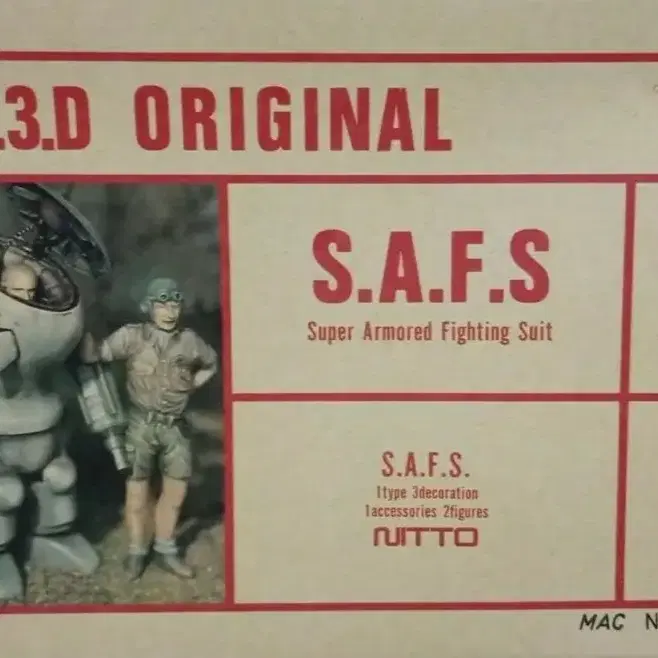 .3.D ORIGINAL
S.A.F.S
Super Armored Fighting Suit
S.A.F.S.
1type 3decoration
1accessories 2figures
NITTO
MAC N